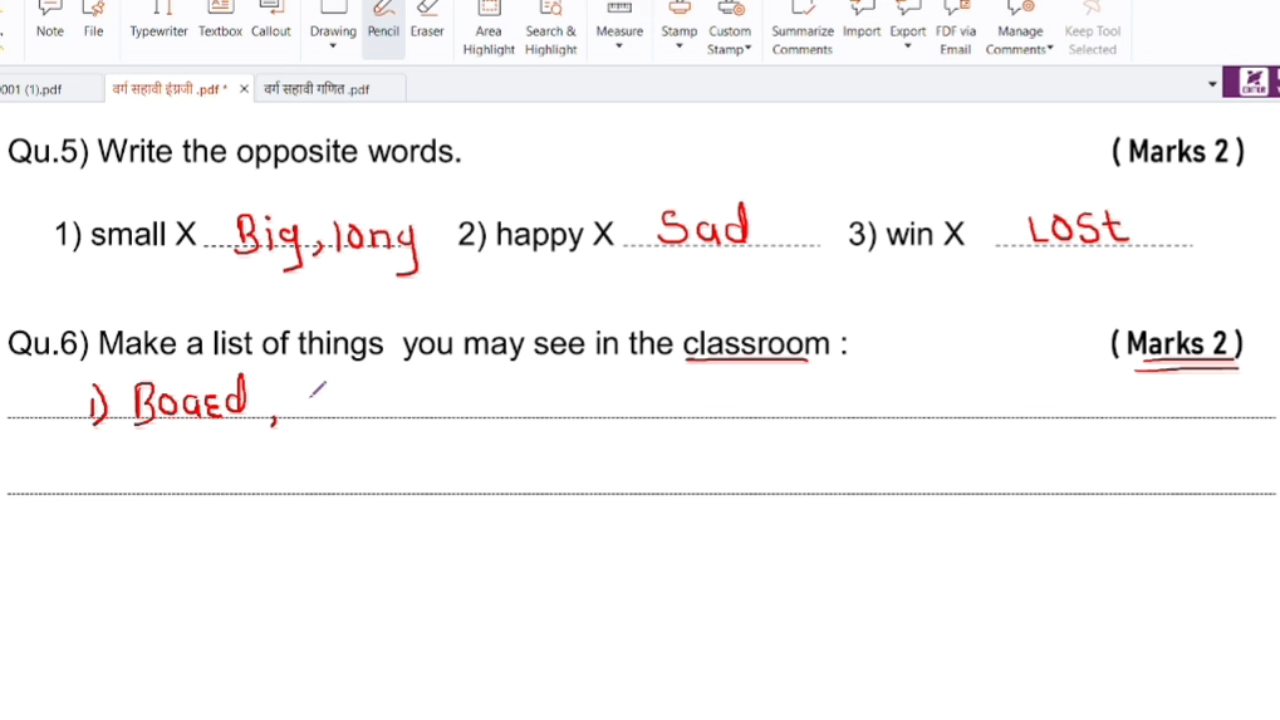 Note File Typewriter Textbox Callout Drawing Pencil Eraser Area Highlight Search & Highlight Measure Stamp Custom Stamp Summarize Comments Import Export FDF via Email Manage Comments Keep Tool Selected
001 (1).pdf वर्ग सहावी इंग्रजी .pdf * × वर्ग सहावी गणित .pdf
Qu.5) Write the opposite words. ( Marks 2 )
1) small X Big, long 2) happy X Sad 3) win X Lost
Qu.6) Make a list of things you may see in the classroom : ( Marks 2 )
1) Board ,